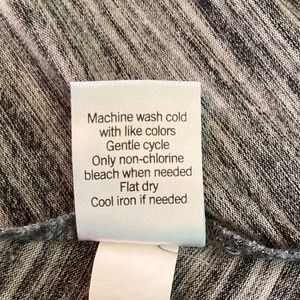 Machine wash cold
with like colors
Gentle cycle
Only non-chlorine
bleach when needed
Flat dry
Cool iron if needed